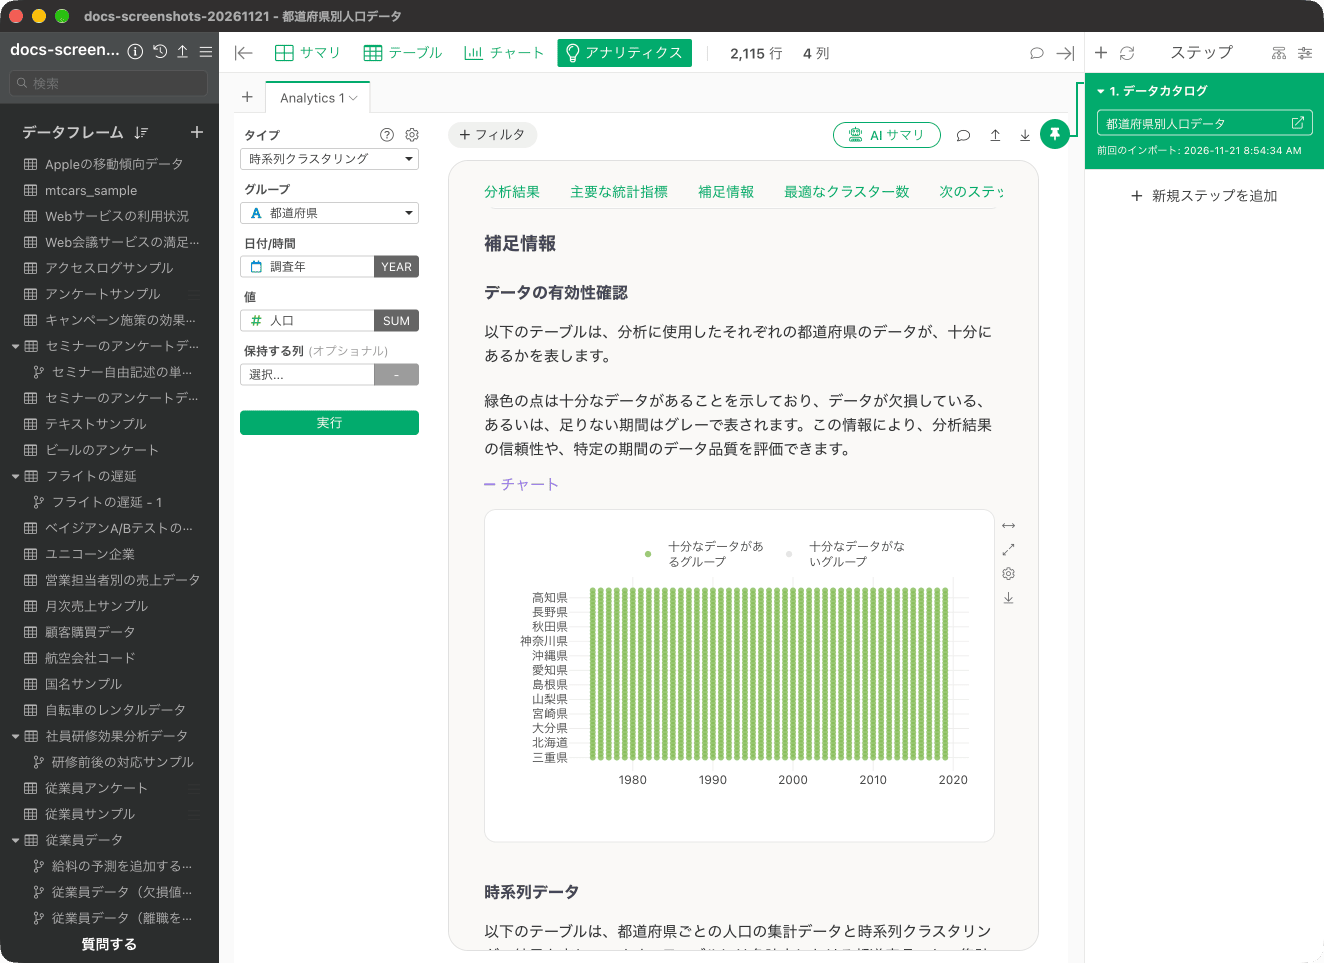 docs-screenshots-20261121 - 都道府県別人口データ
docs-screen...
検索
データフレーム
Appleの移動傾向データ
mtcars_sample
Webサービスの利用状況
Web会議サービスの満足…
アクセスログサンプル
アンケートサンプル
キャンペーン施策の効果…
セミナーのアンケートデ…
セミナー自由記述の単…
セミナーのアンケートデ…
テキストサンプル
ビールのアンケート
フライトの遅延
フライトの遅延 - 1
ベイジアンA/Bテストの…
ユニコーン企業
営業担当者別の売上データ
月次売上サンプル
顧客購買データ
航空会社コード
国名サンプル
自転車のレンタルデータ
社員研修効果分析データ
研修前後の対応サンプル
従業員アンケート
従業員サンプル
従業員データ
給料の予測を追加する…
従業員データ（欠損値…
従業員データ（離職を…
質問する
サマリ
テーブル
チャート
アナリティクス
2,115 行 4 列
Analytics 1
タイプ
時系列クラスタリング
グループ
都道府県
日付/時間
調査年 YEAR
値
人口 SUM
保持する列 (オプショナル)
選択... -
実行
+ フィルタ
AI サマリ
分析結果 主要な統計指標 補足情報 最適なクラスター数 次のステッ
補足情報
データの有効性確認
以下のテーブルは、分析に使用したそれぞれの都道府県のデータが、十分に
あるかを表します。
緑色の点は十分なデータがあることを示しており、データが欠損している、
あるいは、足りない期間はグレーで表されます。この情報により、分析結果
の信頼性や、特定の期間のデータ品質を評価できます。
チャート
十分なデータがあ
るグループ
十分なデータがな
いグループ
高知県
長野県
秋田県
神奈川県
沖縄県
愛知県
島根県
山梨県
宮崎県
大分県
北海道
三重県
1980 1990 2000 2010 2020
時系列データ
以下のテーブルは、都道府県ごとの人口の集計データと時系列クラスタリン
ステップ
1. データカタログ
都道府県別人口データ
前回のインポート: 2026-11-21 8:54:34 AM
+ 新規ステップを追加